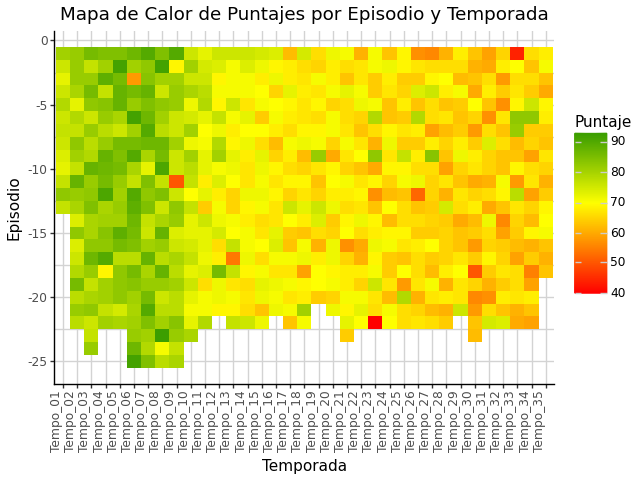 Mapa de Calor de Puntajes por Episodio y Temporada
Episodio
0
-5
-10
-15
-20
-25
Tempo_01
Tempo_02
Tempo_03
Tempo_04
Tempo_05
Tempo_06
Tempo_07
Tempo_08
Tempo_09
Tempo_10
Tempo_11
Tempo_12
Tempo_13
Tempo_14
Tempo_15
Tempo_16
Tempo_17
Tempo_18
Tempo_19
Tempo_20
Tempo_21
Tempo_22
Tempo_23
Tempo_24
Tempo_25
Tempo_26
Tempo_27
Tempo_28
Tempo_29
Tempo_30
Tempo_31
Tempo_32
Tempo_33
Tempo_34
Tempo_35
Temporada
Puntaje
90
80
70
60
50
40